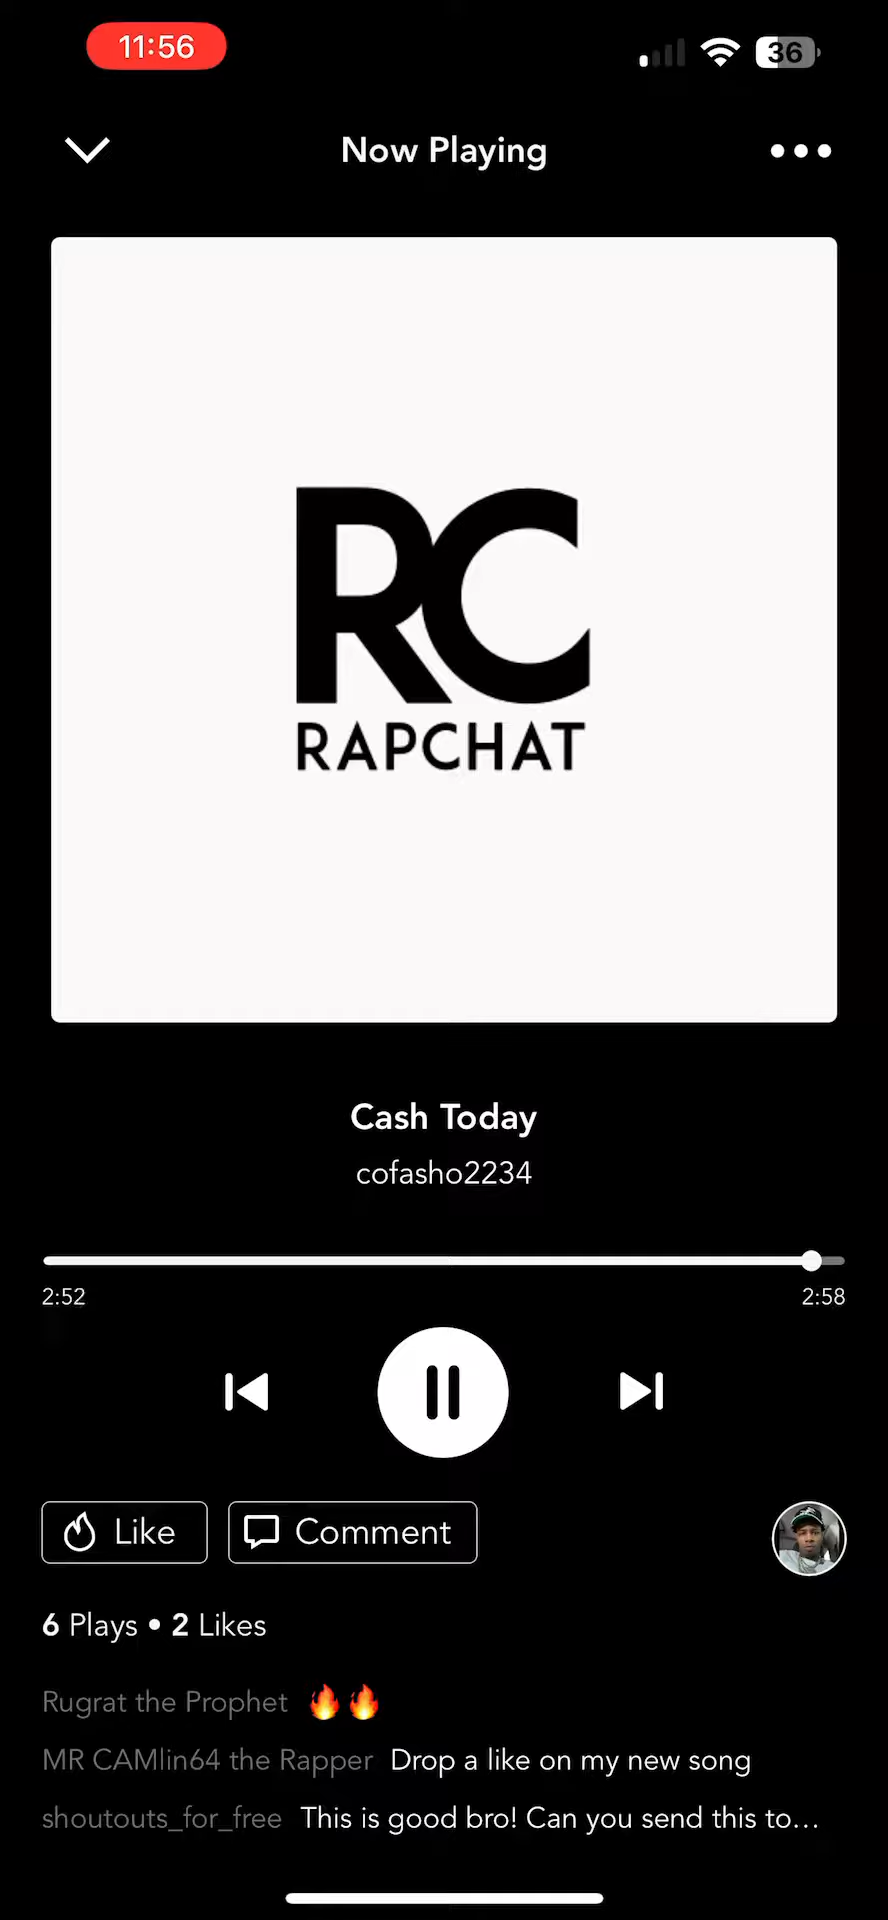 11:56
36
Now Playing
RC
RAPCHAT
Cash Today
cofasho2234
2:52 2:58
Like Comment
6 Plays • 2 Likes
Rugrat the Prophet 🔥🔥
MR CAMlin64 the Rapper Drop a like on my new song
shoutouts_for_free This is good bro! Can you send this to...